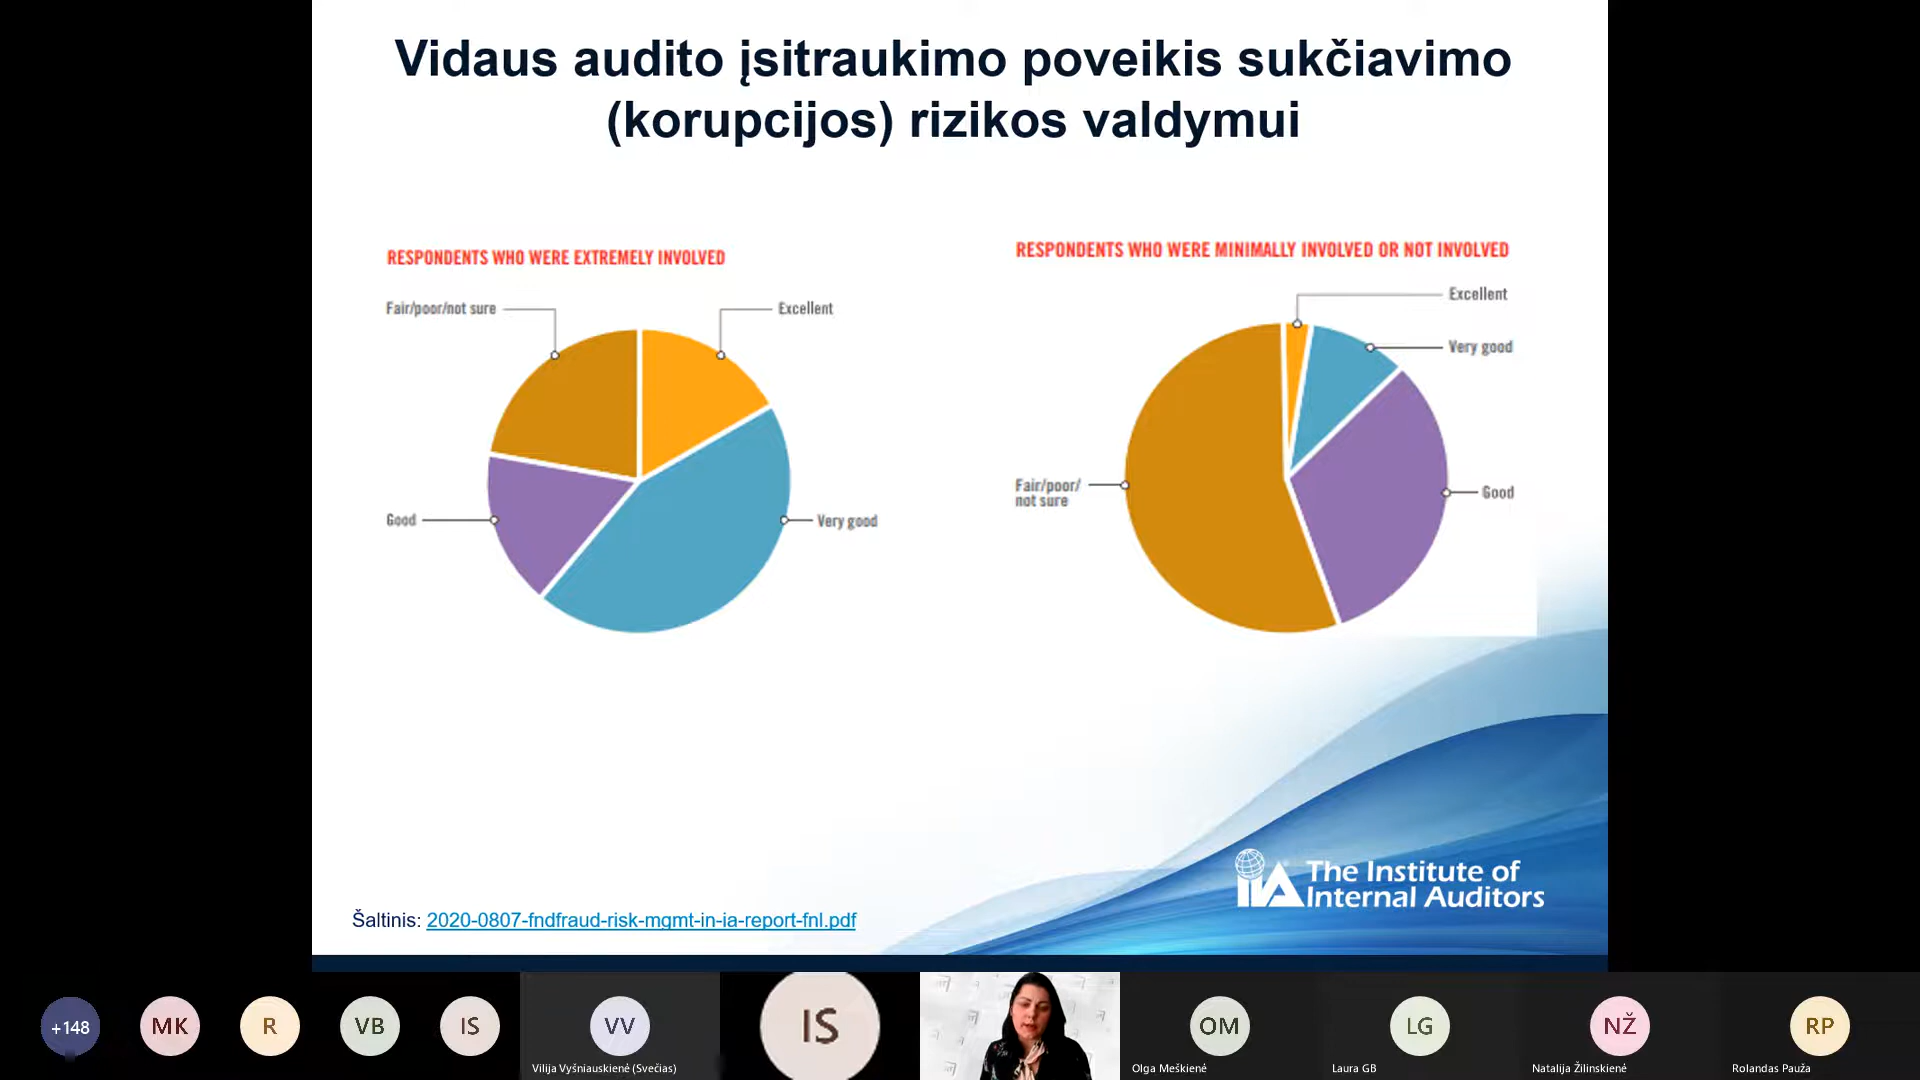 Vidaus audito įsitraukimo poveikis sukčiavimo
(korupcijos) rizikos valdymui
RESPONDENTS WHO WERE EXTREMELY INVOLVED
Fair/poor/not sure
Excellent
Good
Very good
RESPONDENTS WHO WERE MINIMALLY INVOLVED OR NOT INVOLVED
Excellent
Very good
Fair/poor/
not sure
Good
IIA
The Institute of
Internal Auditors
Šaltinis: 2020-0807-fndfraud-risk-mgmt-in-ia-report-fnl.pdf
+148
MK
R
VB
IS
VV
Vilija Vyšniauskienė (Svečias)
IS
OM
Olga Meškienė
LG
Laura GB
NŽ
Natalija Žilinskienė
RP
Rolandas Pauža